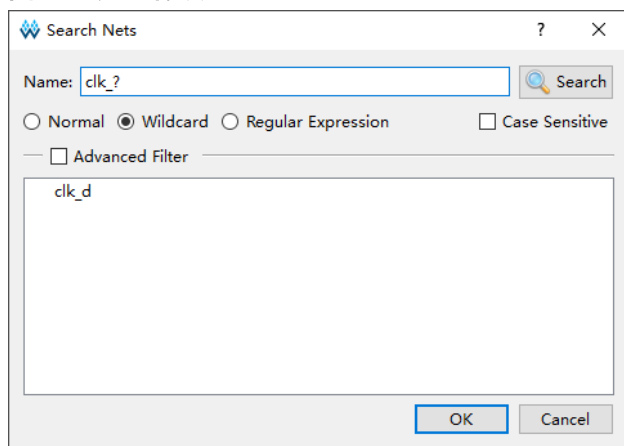 Search Nets ? ×
Name: clk_? Search
Normal Wildcard Regular Expression Case Sensitive
Advanced Filter
clk_d
OK Cancel